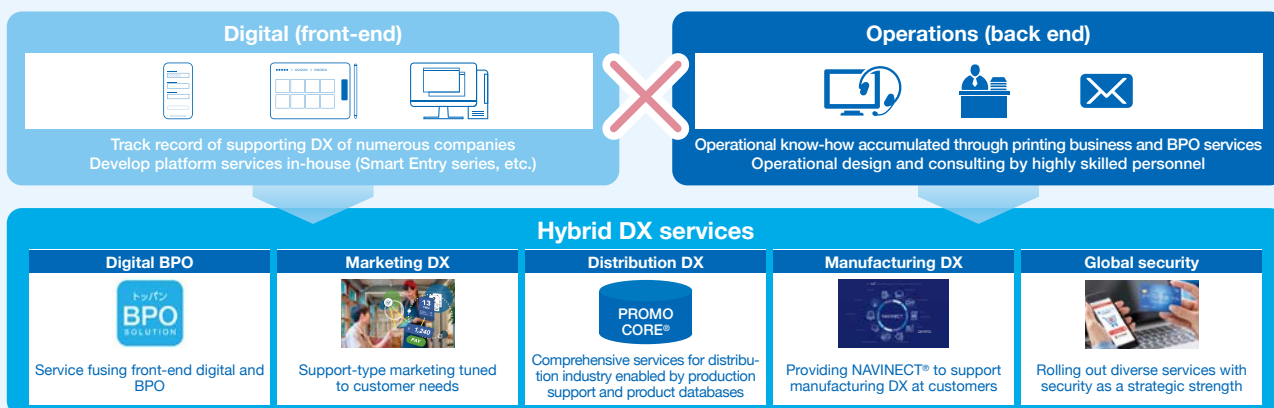 Digital (front-end)
Track record of supporting DX of numerous companies
Develop platform services in-house (Smart Entry series, etc.)
Operations (back end)
Operational know-how accumulated through printing business and BPO services
Operational design and consulting by highly skilled personnel
Hybrid DX services
Digital BPO
トッパン
BPO
SOLUTION
Service fusing front-end digital and
BPO
Marketing DX
13
1,240
PAY
Support-type marketing tuned
to customer needs
Distribution DX
PROMO
CORE®
Comprehensive services for distribu-
tion industry enabled by production
support and product databases
Manufacturing DX
NAVINECT
Providing NAVINECT® to support
manufacturing DX at customers
Global security
Rolling out diverse services with
security as a strategic strength